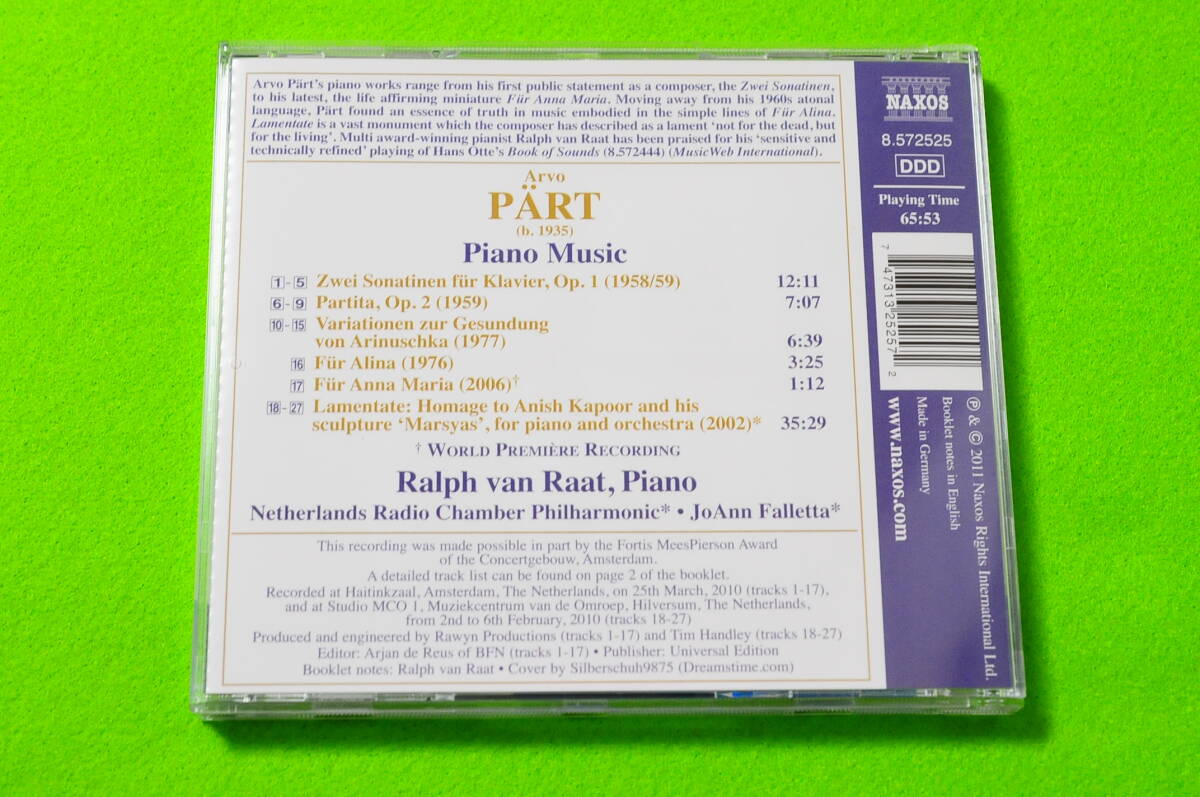 Arvo Pärt's piano works range from his first public statement as a composer, the Zwei Sonatinen,
to his latest, the life affirming miniature Für Anna Maria. Moving away from his 1960s atonal
language, Pärt found an essence of truth in music embodied in the simple lines of Für Alina.
Lamentate is a vast monument which the composer has described as a lament 'not for the dead, but
for the living'. Multi award-winning pianist Ralph van Raat has been praised for his 'sensitive and
technically refined' playing of Hans Otte's Book of Sounds (8.572444) (MusicWeb International).
Arvo
PÄRT
(b. 1935)
Piano Music
1-5 Zwei Sonatinen für Klavier, Op. 1 (1958/59) 12:11
6-9 Partita, Op. 2 (1959) 7:07
10-15 Variationen zur Gesundung
von Arinuschka (1977) 6:39
16 Für Alina (1976) 3:25
17 Für Anna Maria (2006)† 1:12
18-27 Lamentate: Homage to Anish Kapoor and his
sculpture 'Marsyas', for piano and orchestra (2002)* 35:29
† WORLD PREMIÈRE RECORDING
Ralph van Raat, Piano
Netherlands Radio Chamber Philharmonic* • JoAnn Falletta*
This recording was made possible in part by the Fortis MeesPierson Award
of the Concertgebouw, Amsterdam.
A detailed track list can be found on page 2 of the booklet.
Recorded at Haitinkzaal, Amsterdam, The Netherlands, on 25th March, 2010 (tracks 1-17),
and at Studio MCO 1, Muziekcentrum van de Omroep, Hilversum, The Netherlands,
from 2nd to 6th February, 2010 (tracks 18-27)
Produced and engineered by Rawyn Productions (tracks 1-17) and Tim Handley (tracks 18-27)
Editor: Arjan de Reus of BFN (tracks 1-17) • Publisher: Universal Edition
Booklet notes: Ralph van Raat • Cover by Silberschuh9875 (Dreamstime.com)
NAXOS
8.572525
DDD
Playing Time
65:53
7 47313 25257 2
℗ & © 2011 Naxos Rights International Ltd.
Booklet notes in English
Made in Germany
www.naxos.com